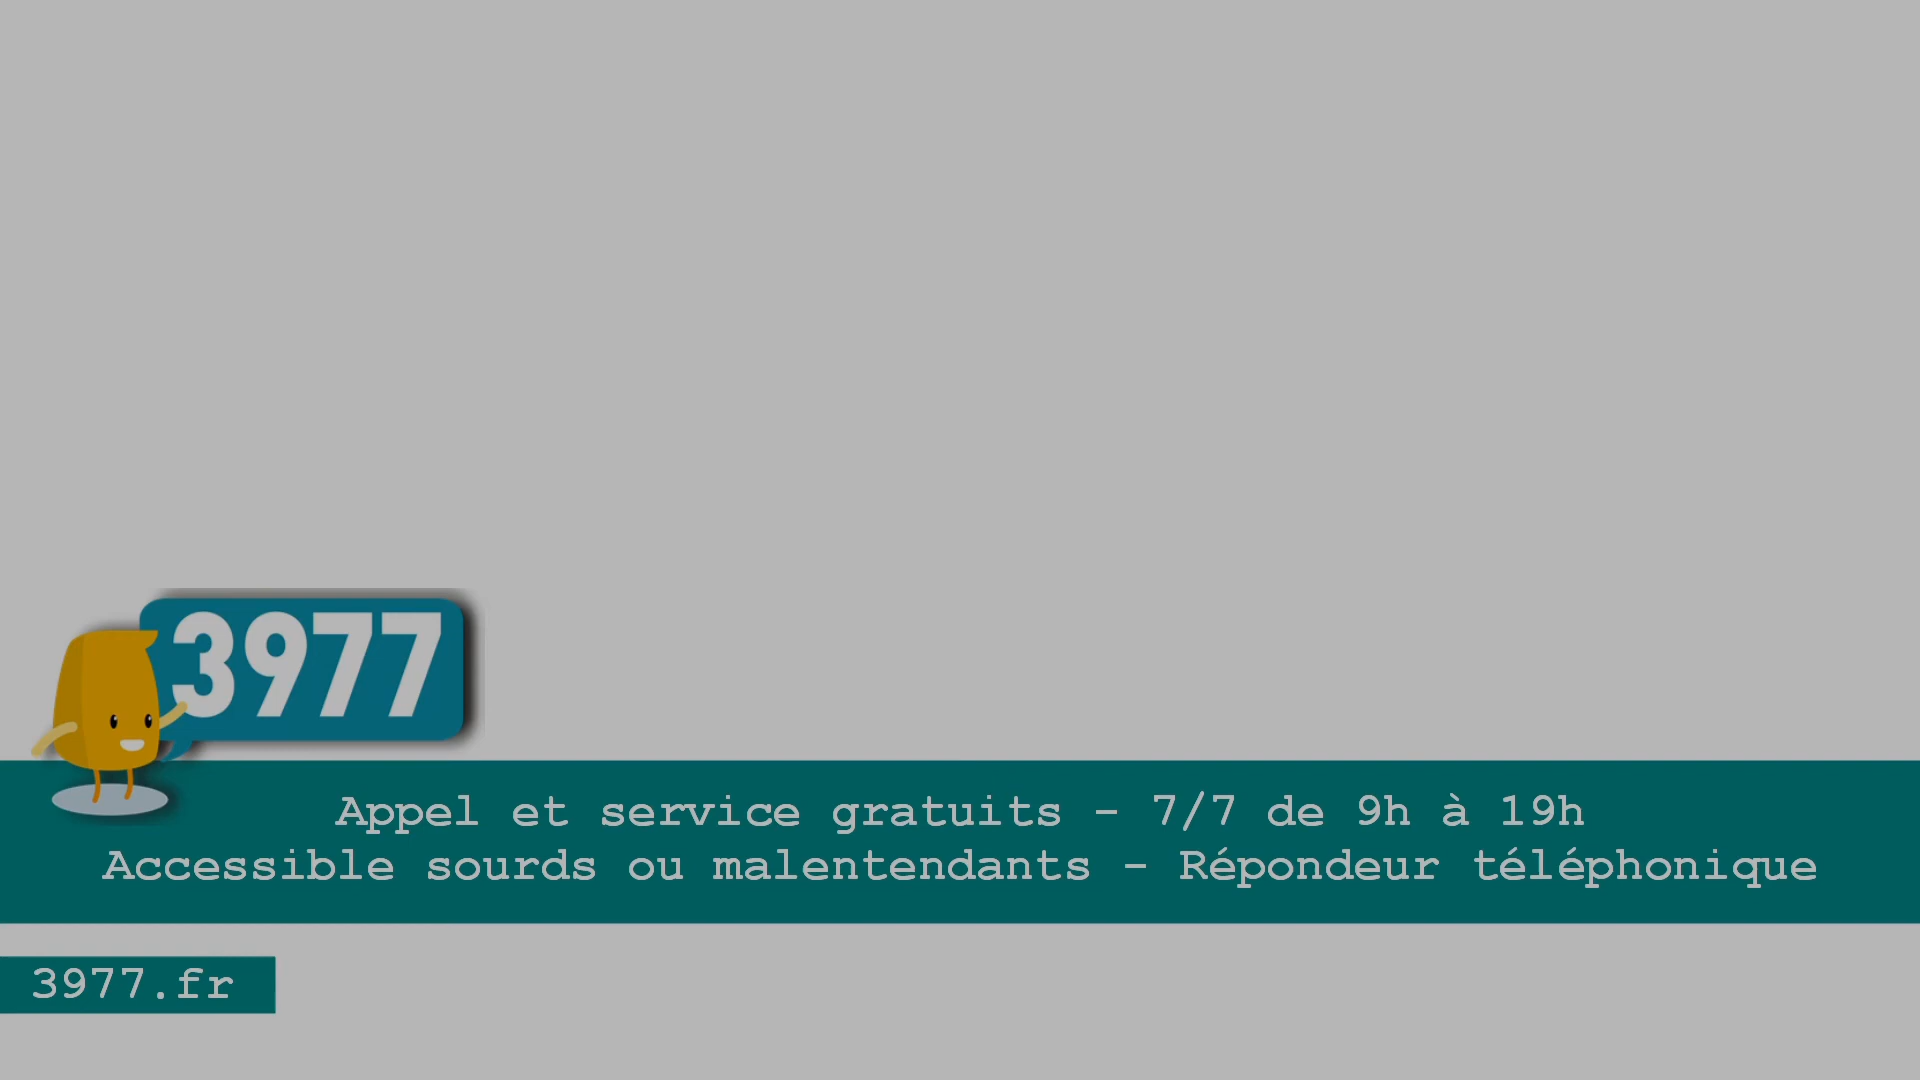 3977
Appel et service gratuits - 7/7 de 9h à 19h
Accessible sourds ou malentendants - Répondeur téléphonique
3977.fr